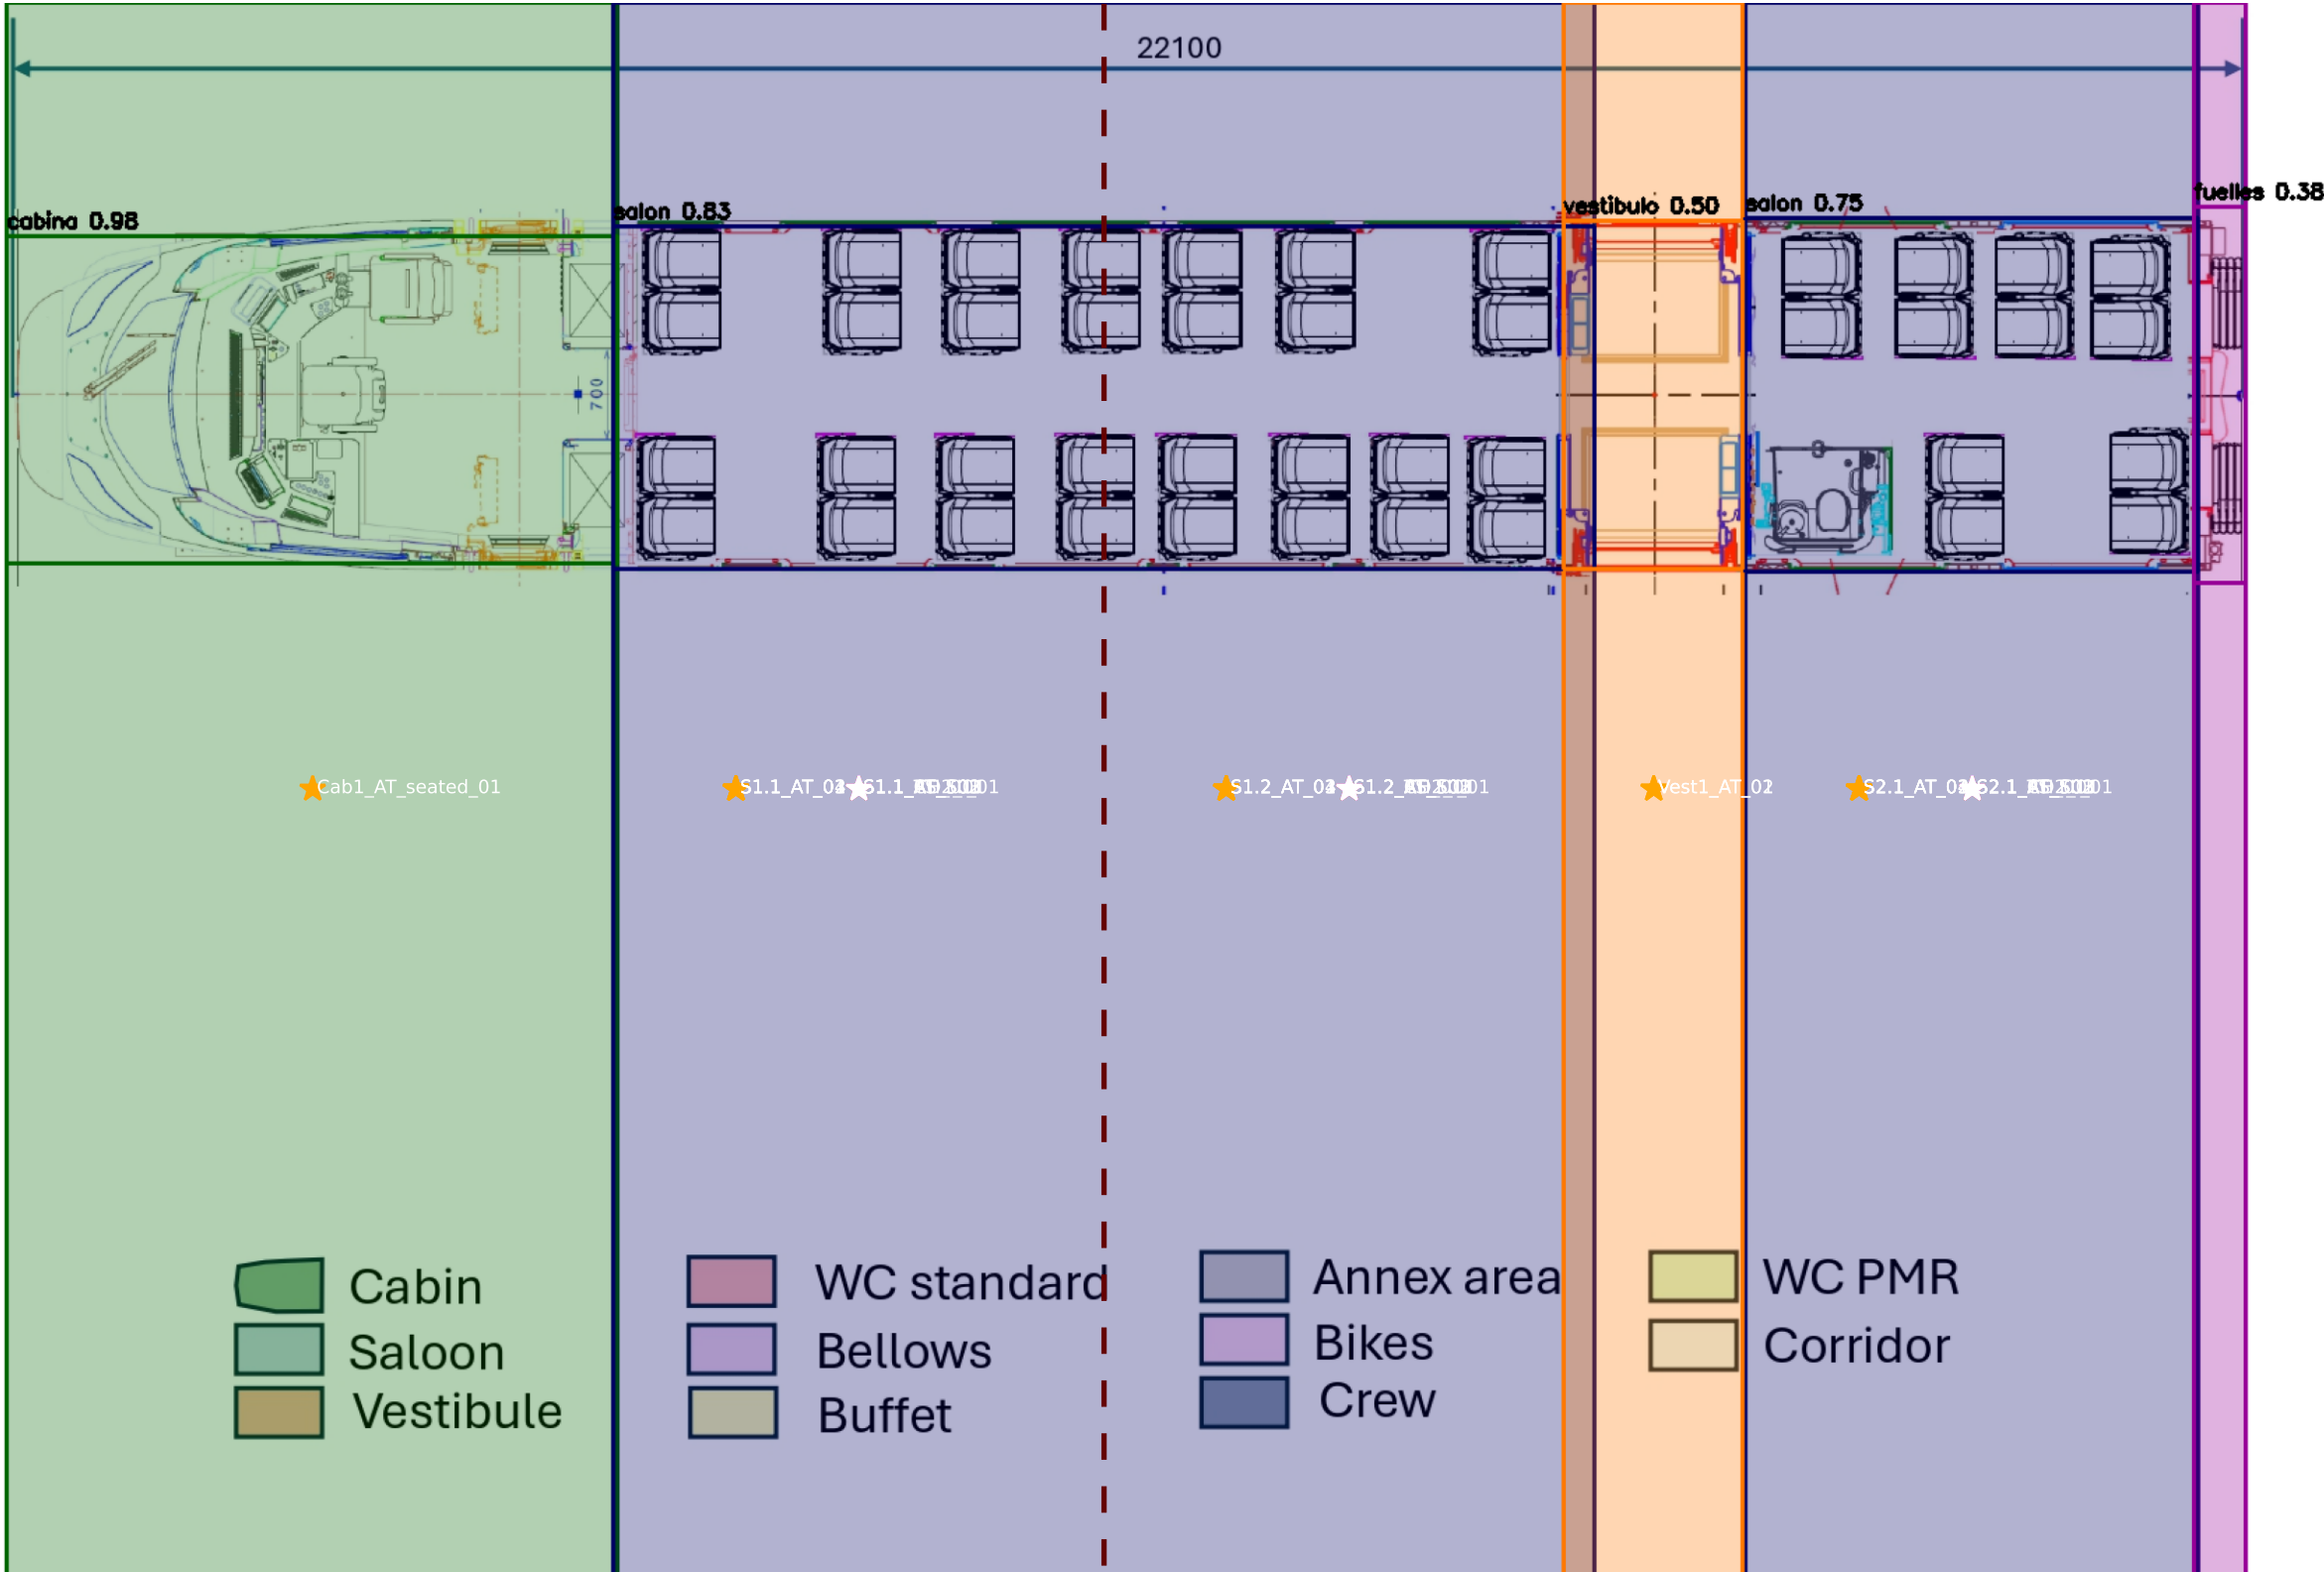 22100
cabina 0.98
salon 0.83
vestibulo 0.50
salon 0.75
fuelles 0.38
700
Cab1_AT_seated_01
Cabin
Saloon
Vestibule
WC standard
Bellows
Buffet
Annex area
Bikes
Crew
WC PMR
Corridor